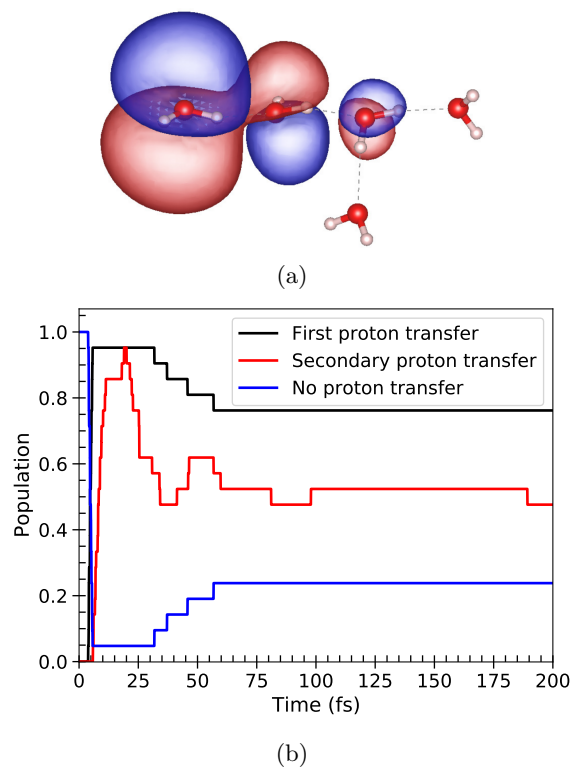 (a)
First proton transfer
Secondary proton transfer
No proton transfer
1.0
0.8
0.6
0.4
0.2
0.0
Population
0 25 50 75 100 125 150 175 200
Time (fs)
(b)